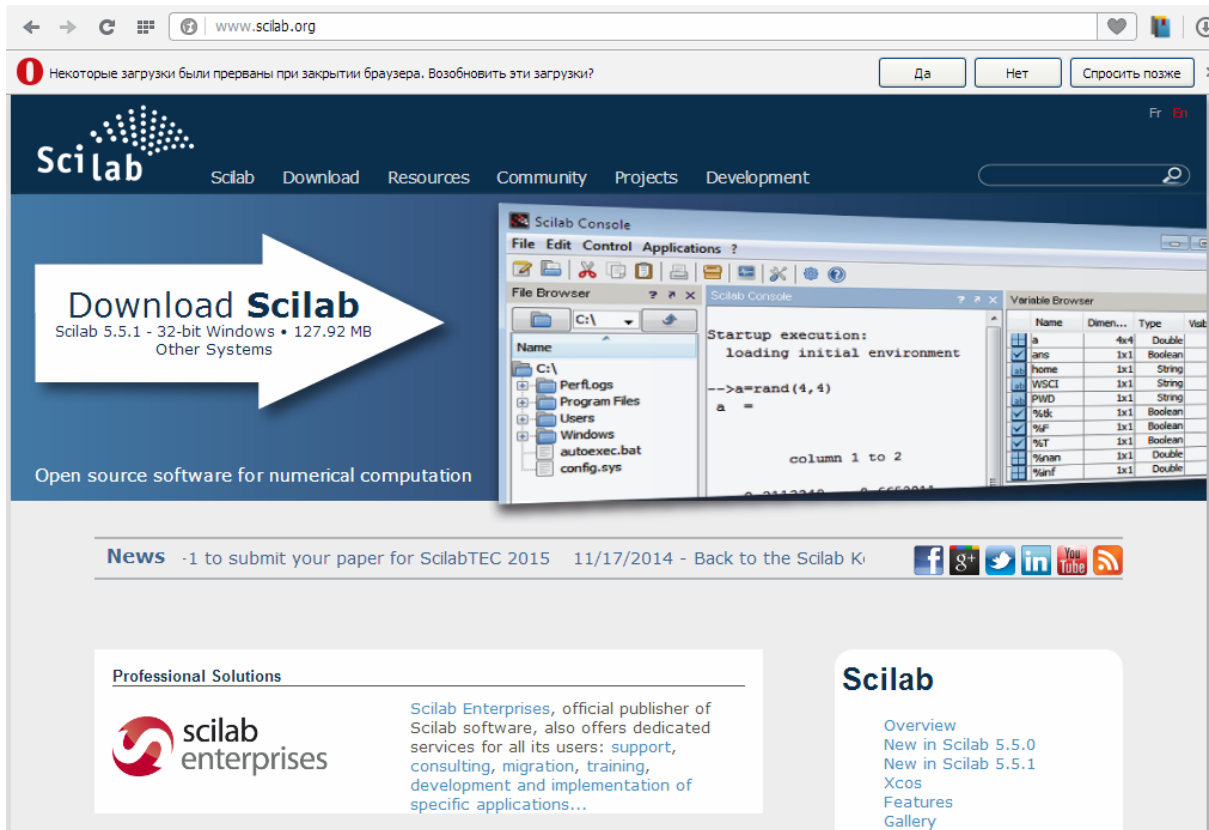 www.scilab.org
Некоторые загрузки были прерваны при закрытии браузера. Возобновить эти загрузки?
Да
Нет
Спросить позже
Fr En
Scilab
Scilab Download Resources Community Projects Development
Download Scilab
Scilab 5.5.1 - 32-bit Windows • 127.92 MB
Other Systems
Open source software for numerical computation
Scilab Console
File Edit Control Applications ?
File Browser ? X
C:\
Name
C:\
PerfLogs
Program Files
Users
Windows
autoexec.bat
config.sys
Scilab Console ? X
Startup execution:
loading initial environment
-->a=rand(4,4)
a =
column 1 to 2
Variable Browser
Name Dimen... Type
a 4x4 Double
ans 1x1 Boolean
home 1x1 String
WSCI 1x1 String
PWD 1x1 String
%tk 1x1 Boolean
%F 1x1 Boolean
%T 1x1 Boolean
%nan 1x1 Double
%inf 1x1 Double
News -1 to submit your paper for ScilabTEC 2015 11/17/2014 - Back to the Scilab
f g+ in You Tube
Professional Solutions
scilab
enterprises
Scilab Enterprises, official publisher of
Scilab software, also offers dedicated
services for all its users: support,
consulting, migration, training,
development and implementation of
specific applications...
Scilab
Overview
New in Scilab 5.5.0
New in Scilab 5.5.1
Xcos
Features
Gallery